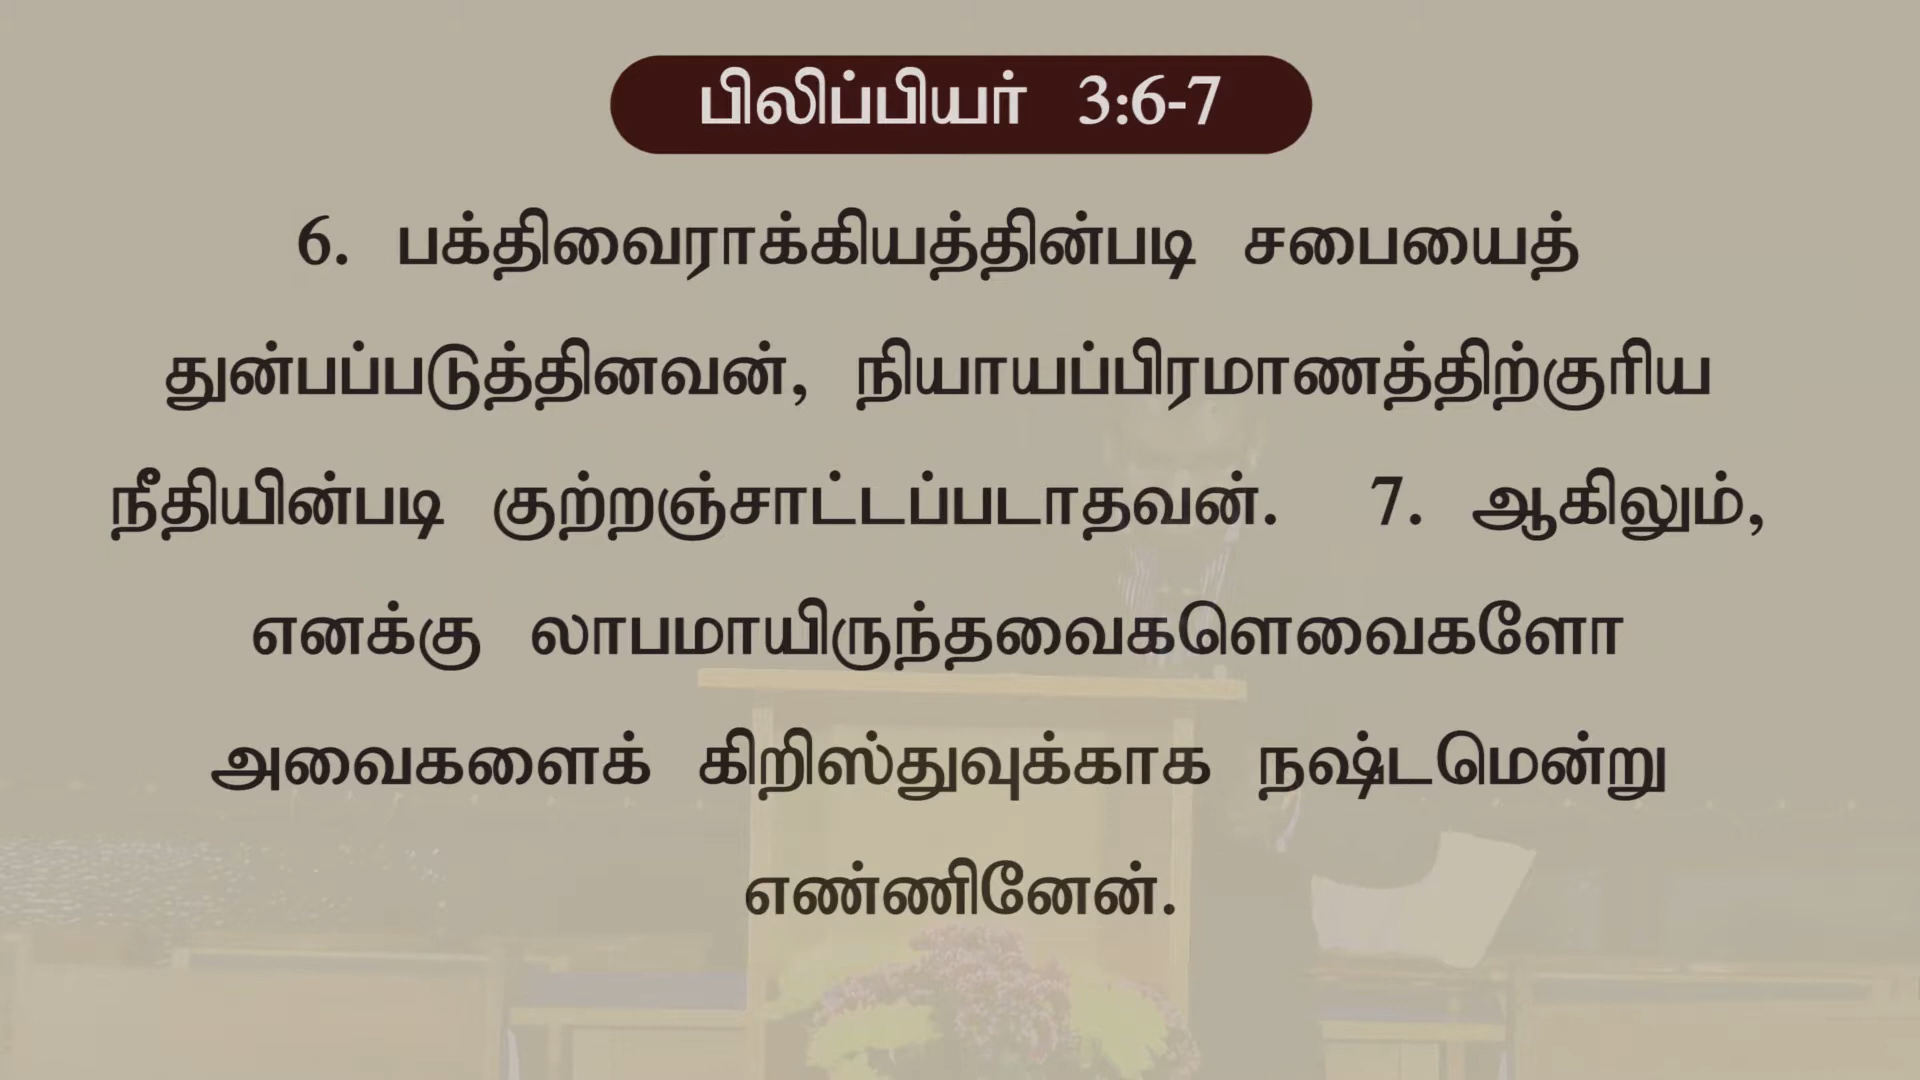 பிலிப்பியர் 3:6-7
6. பக்திவைராக்கியத்தின்படி சபையைத்
துன்பப்படுத்தினவன், நியாயப்பிரமாணத்திற்குரிய
நீதியின்படி குற்றஞ்சாட்டப்படாதவன். 7. ஆகிலும்,
எனக்கு லாபமாயிருந்தவைகளெவைகளோ
அவைகளைக் கிறிஸ்துவுக்காக நஷ்டமென்று
எண்ணினேன்.